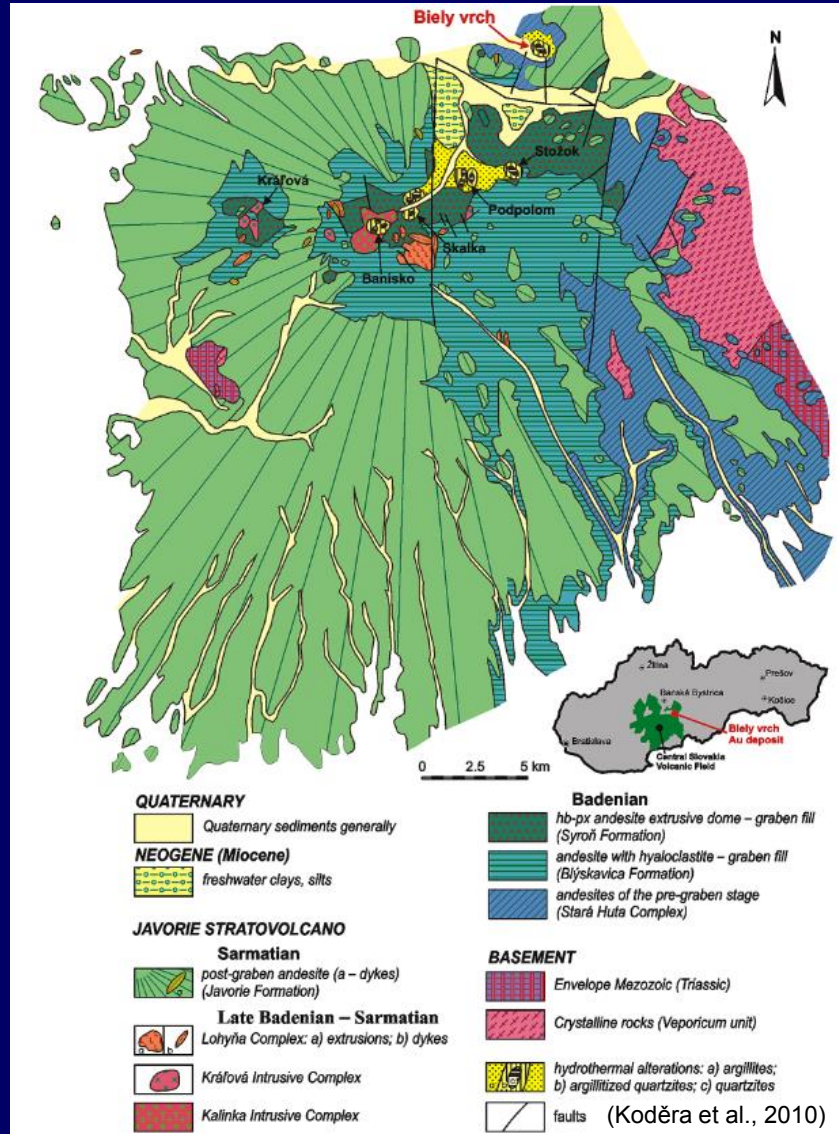 Biely vrch
N
Stožok
Kráľová
Podpolom
Skalka
Banisko
Žilina
Prešov
Banská Bystrica
Košice
Bratislava
Biely vrch
Au deposit
Central Slovakia
Volcanic Field
0 2.5 5 km
QUATERNARY
Quaternary sediments generally
NEOGENE (Miocene)
freshwater clays, silts
JAVORIE STRATOVOLCANO
Sarmatian
post-graben andesite (a – dykes)
(Javorie Formation)
Late Badenian – Sarmatian
a
b
Lohyňa Complex: a) extrusions; b) dykes
Kráľová Intrusive Complex
Kalinka Intrusive Complex
Badenian
hb-px andesite extrusive dome – graben fill
(Syroň Formation)
andesite with hyaloclastite – graben fill
(Blýskavica Formation)
andesites of the pre-graben stage
(Stará Huta Complex)
BASEMENT
Envelope Mezozoic (Triassic)
Crystalline rocks (Veporicum unit)
hydrothermal alterations: a) argillites;
b) argillitized quartzites; c) quartzites
faults
(Koděra et al., 2010)